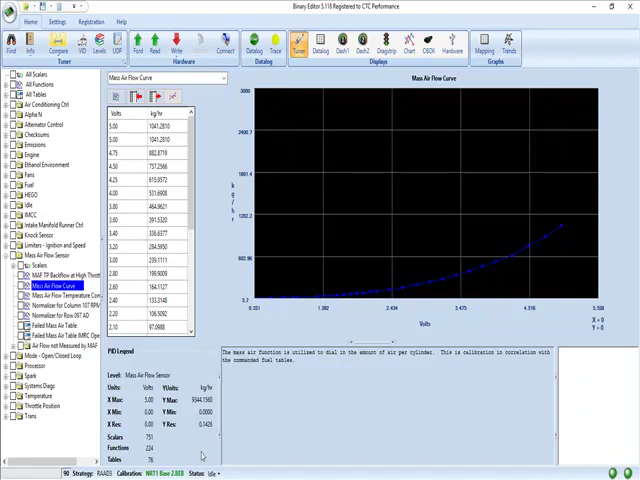 Binary Editor 5.118 Registered to CTC Performance
Home Settings Registration Help
Find Info Compare VID Levels UDP Find Read Write Verify Connect Datalog Trace Tuner Datalog Dash1 Dash2 Dragstrip Chart OBDII Hardware Mapping Trends
Tuner Hardware Datalog Displays Graphs
All Scalars
All Functions
All Tables
Air Conditioning Ctrl
Alpha N
Alternator Control
Checksums
Emissions
Engine
Ethanol Environment
Fans
Fuel
HEGO
Idle
IMCC
Intake Manifold Runner Ctrl
Knock Sensor
Limiters - Ignition and Speed
Mass Air Flow Sensor
Scalars
MAF TP Backflow at High Throt
Mass Air Flow Curve
Mass Air Flow Temperature Com
Normalizer for Column 107 RPM
Normalizer for Row 097 AD
Failed Mass Air Table
Failed Mass Air Table IMRC Ope
Air Flow not Measured by MAF
Mode - Open/Closed Loop
Processor
Spark
Systems Diags
Temperature
Throttle Position
Trans
Mass Air Flow Curve
Volts kg/hr
5.00 1041.2810
5.00 1041.2810
4.75 882.8719
4.50 757.2566
4.25 615.9572
4.00 531.6908
3.80 464.9621
3.60 391.5320
3.40 336.6377
3.20 284.5950
3.00 239.1111
2.80 199.9009
2.60 164.1127
2.40 133.3148
2.20 106.5092
2.10 97.0988
PID Legend
Level: Mass Air Flow Sensor
Units: Volts YUnits: kg/hr
X Max: 5.00 Y Max: 9344.1560
X Min: 0.00 Y Min: 0.0000
X Res: 0.00 Y Res: 0.1426
Scalars 751
Functions 224
Tables 76
Mass Air Flow Curve
3000
2400.7
1801.4
1202.2
602.96
3.7
kg/hr
0.351 1.392 2.434 3.475 4.516 5.558
Volts
X = 0
Y = 0
The mass air function is utilized to dial in the amount of air per cylinder. This is calibration in correlation with
the commanded fuel tables.
90 Strategy: RAAD3 Calibration: NRT1 Base 2.BEB Status: Idle